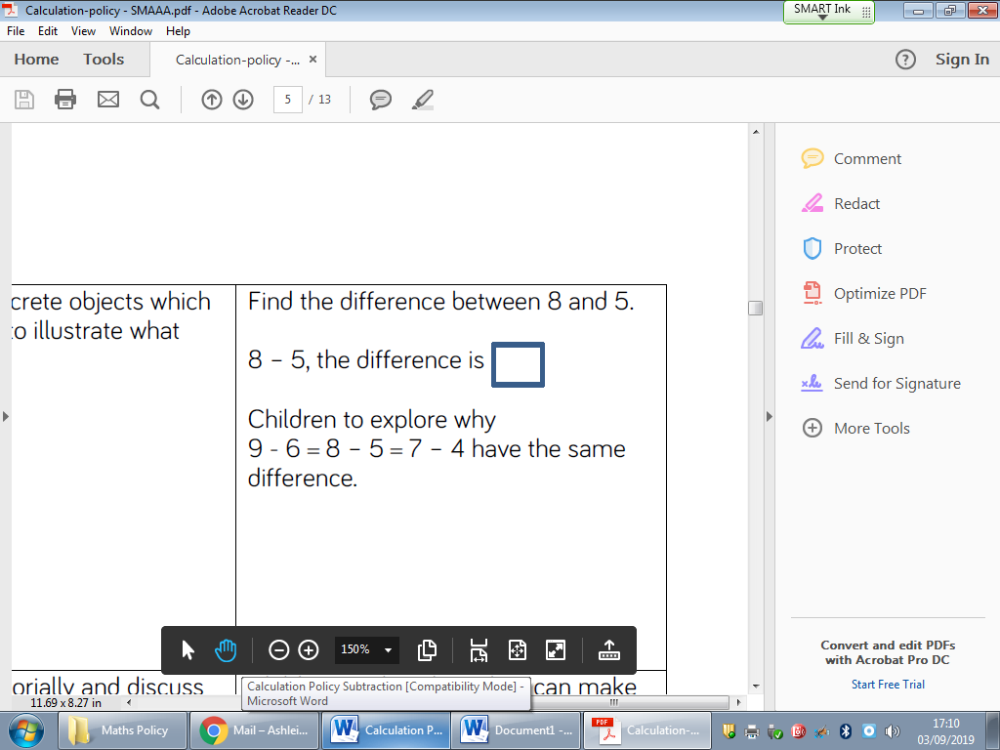 Calculation-policy - SMAAA.pdf - Adobe Acrobat Reader DC
SMART Ink
File Edit View Window Help
Home Tools Calculation-policy -... × Sign In
5 / 13
Comment
Redact
Protect
Optimize PDF
Fill & Sign
Send for Signature
More Tools
Convert and edit PDFs
with Acrobat Pro DC
Start Free Trial
crete objects which
to illustrate what
Find the difference between 8 and 5.
8 – 5, the difference is
Children to explore why
9 - 6 = 8 – 5 = 7 – 4 have the same
difference.
150%
orially and discuss
can make
Calculation Policy Subtraction [Compatibility Mode] -
Microsoft Word
11.69 x 8.27 in
Maths Policy
Mail – Ashlei...
Calculation P...
Document1 -...
PDF
Calculation-...
17:10
03/09/2019